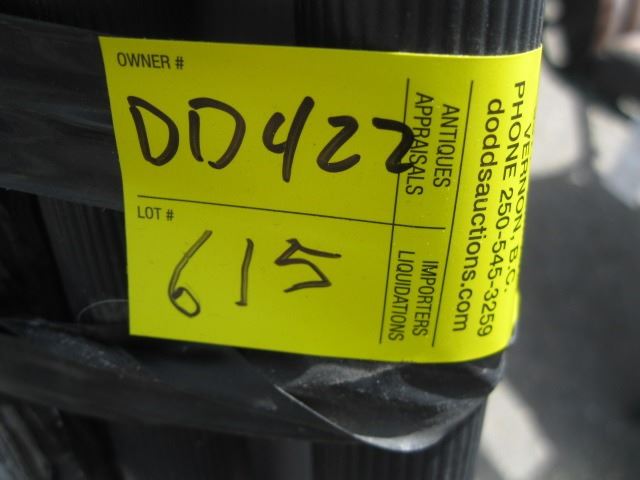 OWNER #
DD422
LOT #
615
ANTIQUES
APPRAISALS
IMPORTERS
LIQUIDATIONS
VERNON, B.C.
PHONE 250-545-3259
doddsauctions.com